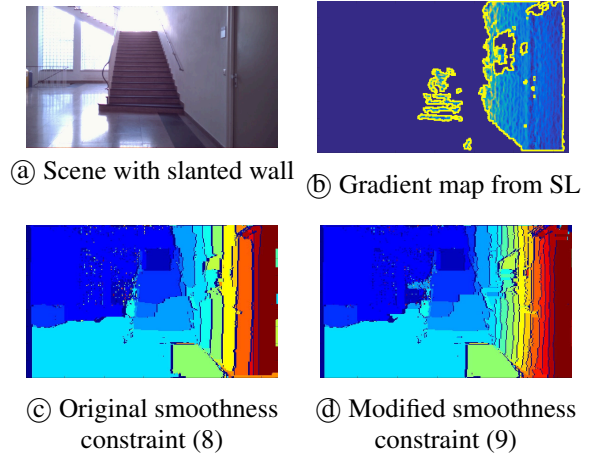 ⓐ Scene with slanted wall
ⓑ Gradient map from SL
ⓒ Original smoothness
constraint (8)
ⓓ Modified smoothness
constraint (9)